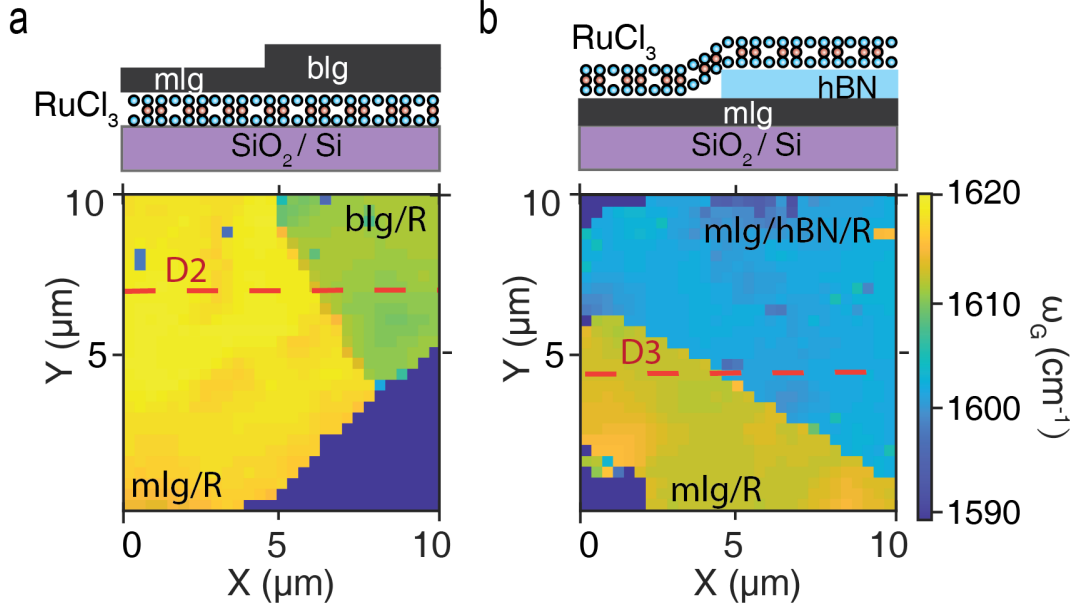 a
mlg
blg
RuCl3
SiO2 / Si
10
5
Y (μm)
blg/R
D2
mlg/R
0
5
10
X (μm)
b
RuCl3
hBN
mlg
SiO2 / Si
10
5
Y (μm)
mlg/hBN/R
D3
mlg/R
0
5
10
X (μm)
1620
1610
1600
1590
ωG (cm-1)